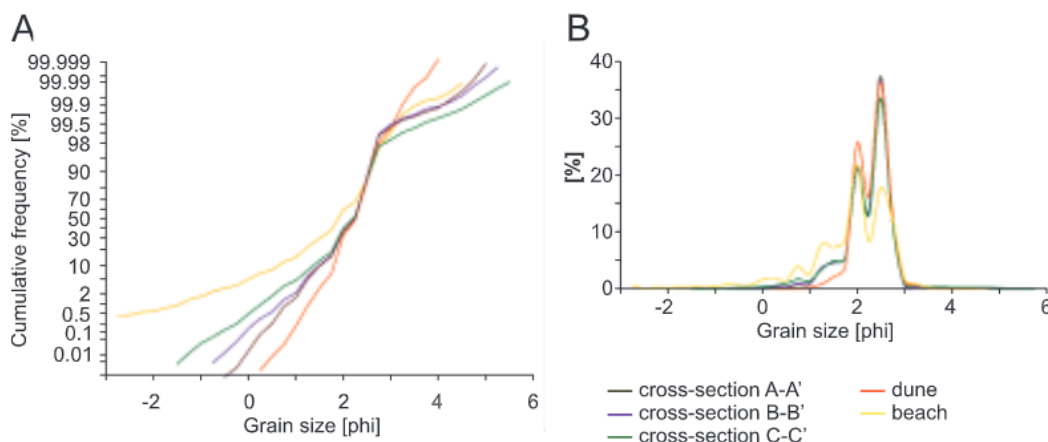 A
99.999
99.99
99.9
99.5
98
90
70
50
30
10
2
0.5
0.1
0.01
Cumulative frequency [%]
-2 0 2 4 6
Grain size [phi]
B
40
30
20
10
0
[%]
-2 0 2 4 6
Grain size [phi]
cross-section A-A’
cross-section B-B’
cross-section C-C’
dune
beach